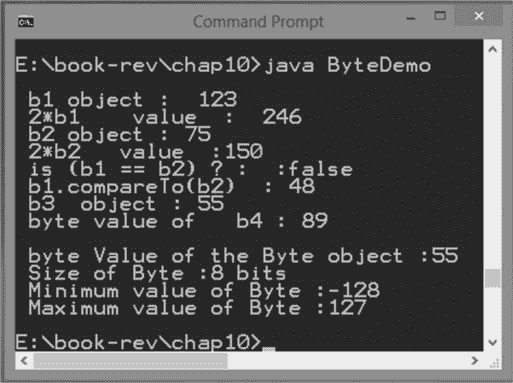 Command Prompt
E:\book-rev\chap10>java ByteDemo
b1 object :  123
2*b1    value  :  246
b2 object : 75
2*b2   value  :150
is (b1 == b2) ? :  :false
b1.compareTo(b2)  : 48
b3  object : 55
byte value of   b4 : 89
byte Value of the Byte object :55
Size of Byte :8 bits
Minimum value of Byte :-128
Maximum value of Byte :127
E:\book-rev\chap10>_